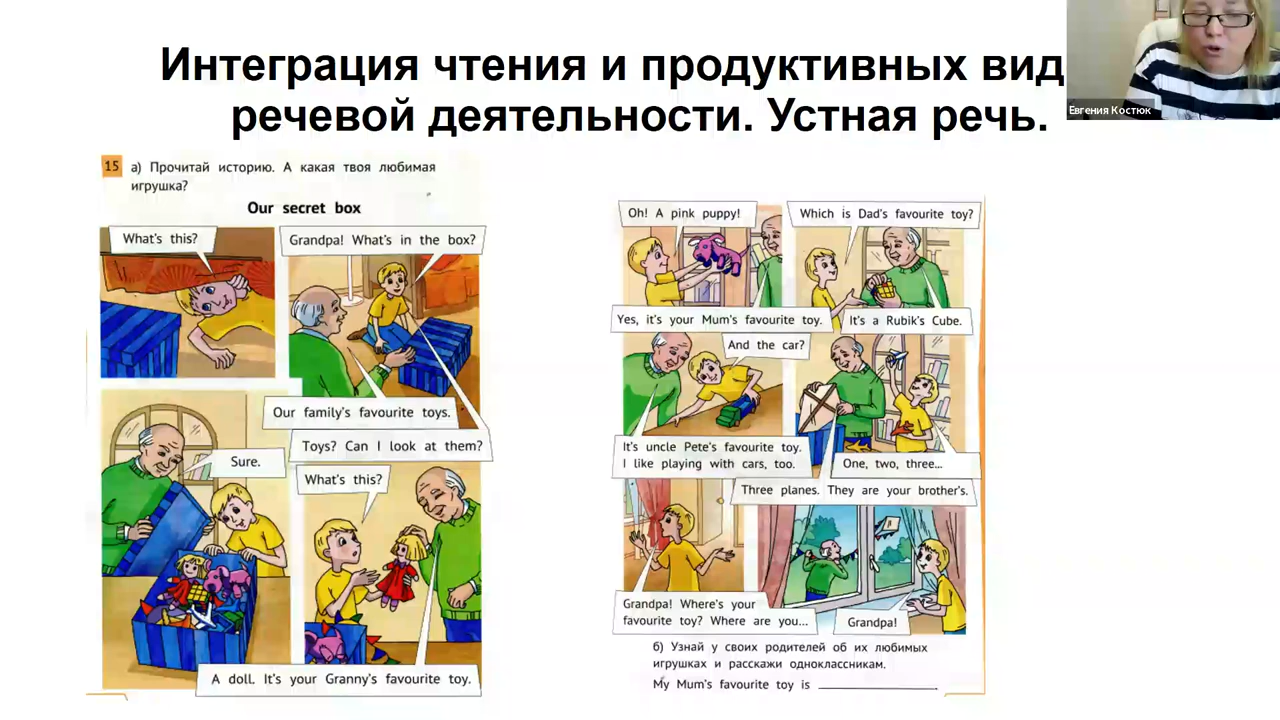 Интеграция чтения и продуктивных вид
речевой деятельности. Устная речь.
Евгения Костюк
15 а) Прочитай историю. А какая твоя любимая
игрушка?
Our secret box
What's this?
Grandpa! What's in the box?
Our family's favourite toys.
Toys? Can I look at them?
Sure.
What's this?
A doll. It's your Granny's favourite toy.
Oh! A pink puppy!
Which is Dad's favourite toy?
Yes, it's your Mum's favourite toy.
It's a Rubik's Cube.
And the car?
It's uncle Pete's favourite toy.
I like playing with cars, too.
One, two, three...
Three planes. They are your brother's.
Grandpa! Where's your
favourite toy? Where are you...
Grandpa!
б) Узнай у своих родителей об их любимых
игрушках и расскажи одноклассникам.
My Mum's favourite toy is